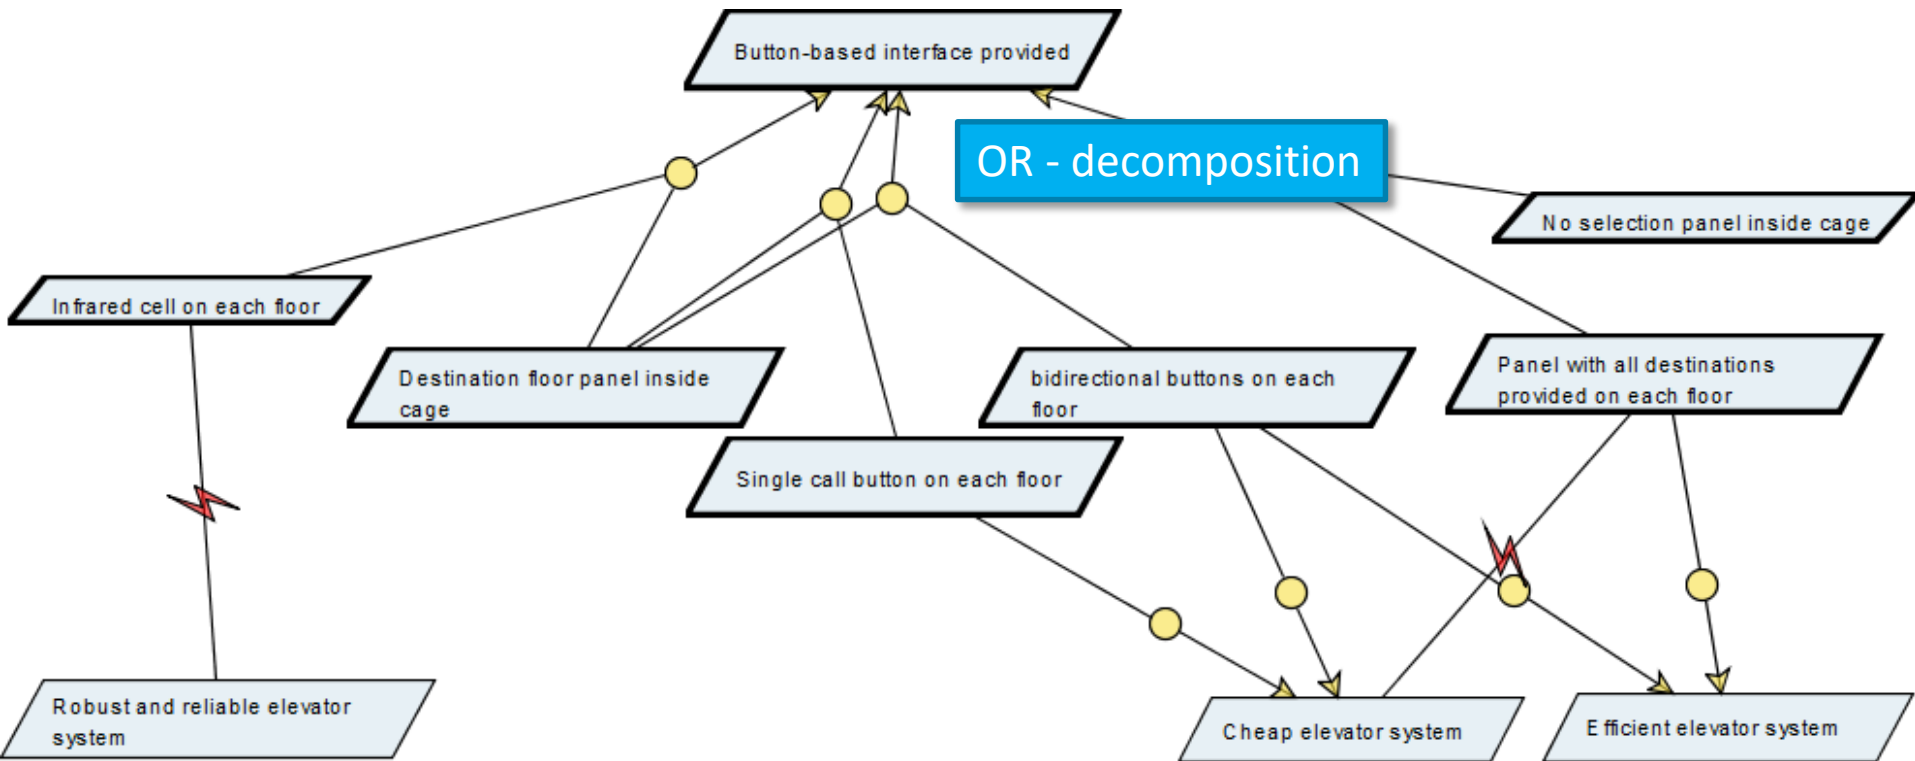 Button-based interface provided
OR - decomposition
No selection panel inside cage
Infrared cell on each floor
Destination floor panel inside
cage
bidirectional buttons on each
floor
Panel with all destinations
provided on each floor
Single call button on each floor
Robust and reliable elevator
system
Cheap elevator system
Efficient elevator system